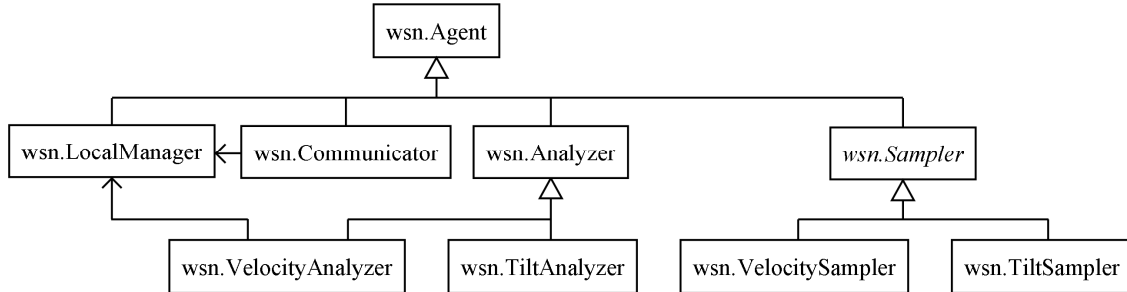 wsn.Agent
wsn.LocalManager
wsn.Communicator
wsn.Analyzer
wsn.Sampler
wsn.VelocityAnalyzer
wsn.TiltAnalyzer
wsn.VelocitySampler
wsn.TiltSampler